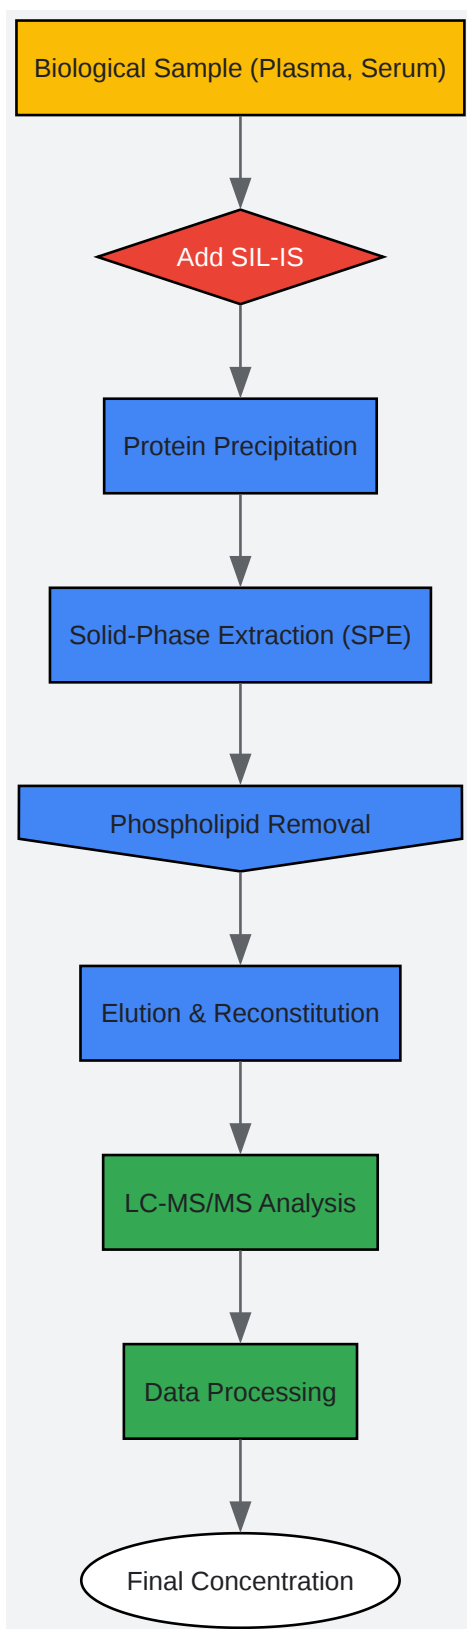 Biological Sample (Plasma, Serum)
Add SIL-IS
Protein Precipitation
Solid-Phase Extraction (SPE)
Phospholipid Removal
Elution & Reconstitution
LC-MS/MS Analysis
Data Processing
Final Concentration